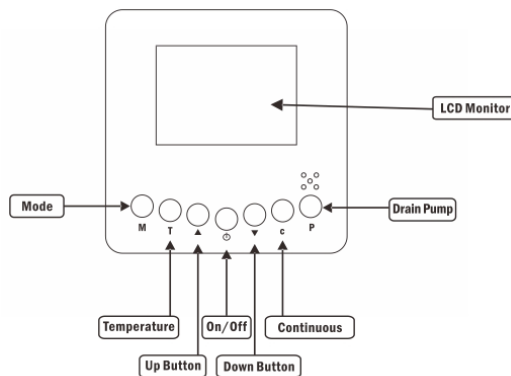 LCD Monitor
Mode
Drain Pump
M T ▲ ▼ c P
Temperature
On/Off
Continuous
Up Button
Down Button